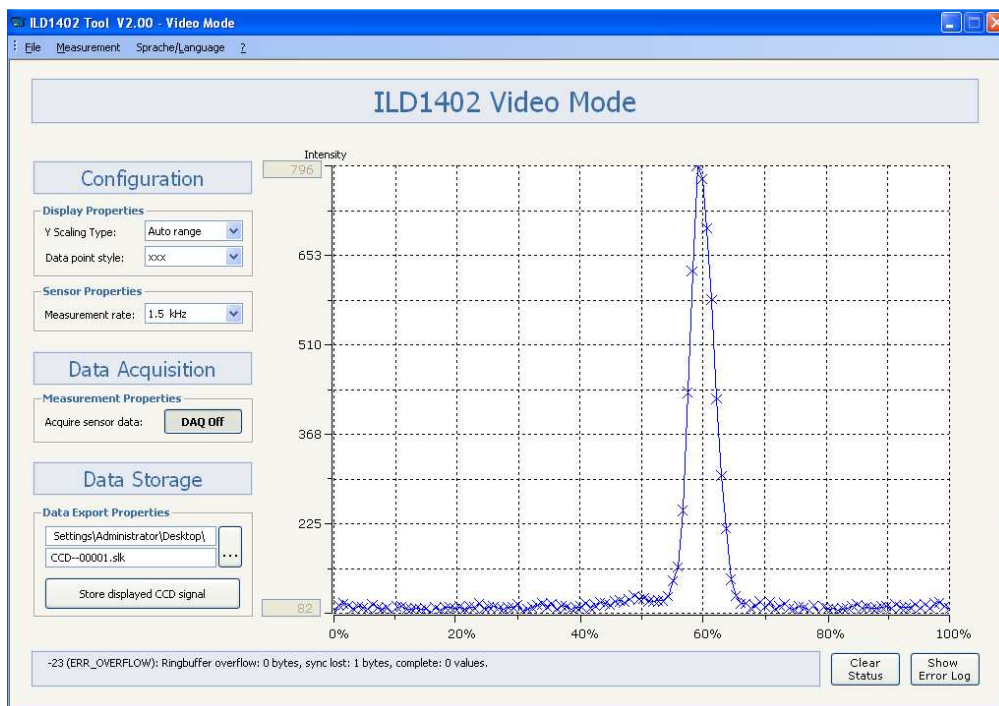 ILD1402 Tool V2.00 - Video Mode
File Measurement Sprache/Language ?
ILD1402 Video Mode
Configuration
Display Properties
Y Scaling Type: Auto range
Data point style: xxx
Sensor Properties
Measurement rate: 1.5 kHz
Data Acquisition
Measurement Properties
Acquire sensor data: DAQ Off
Data Storage
Data Export Properties
Settings\Administrator\Desktop\
CCD--00001.slk
...
Store displayed CCD signal
Intensity
796
653
510
368
225
82
0% 20% 40% 60% 80% 100%
-23 (ERR_OVERFLOW): Ringbuffer overflow: 0 bytes, sync lost: 1 bytes, complete: 0 values.
Clear
Status
Show
Error Log